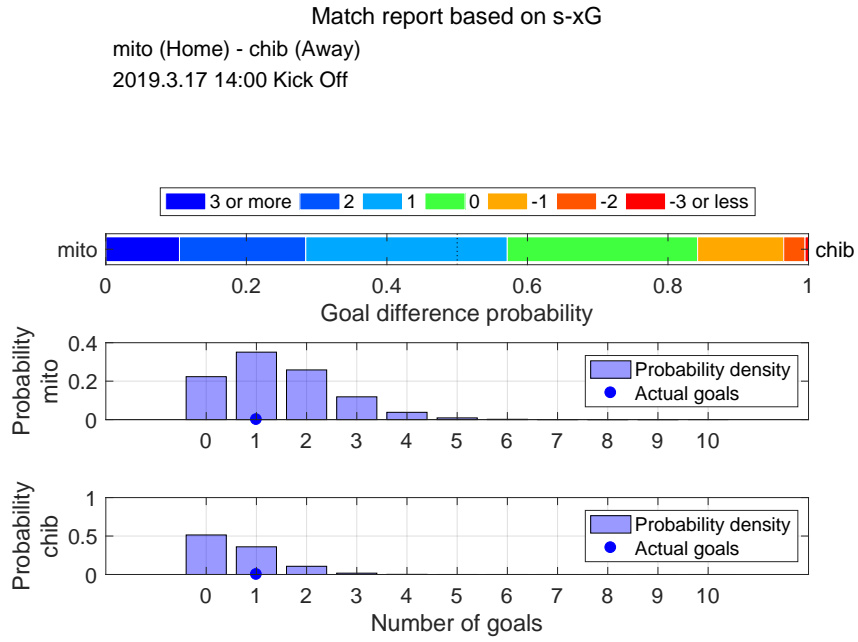 Match report based on s-xG
mito (Home) - chib (Away)
2019.3.17 14:00 Kick Off
3 or more 2 1 0 -1 -2 -3 or less
mito chib
0 0.2 0.4 0.6 0.8 1
Goal difference probability
Probability
mito
0.4
0.2
0
Probability density
Actual goals
0 1 2 3 4 5 6 7 8 9 10
Probability
chib
1
0.5
0
Probability density
Actual goals
0 1 2 3 4 5 6 7 8 9 10
Number of goals